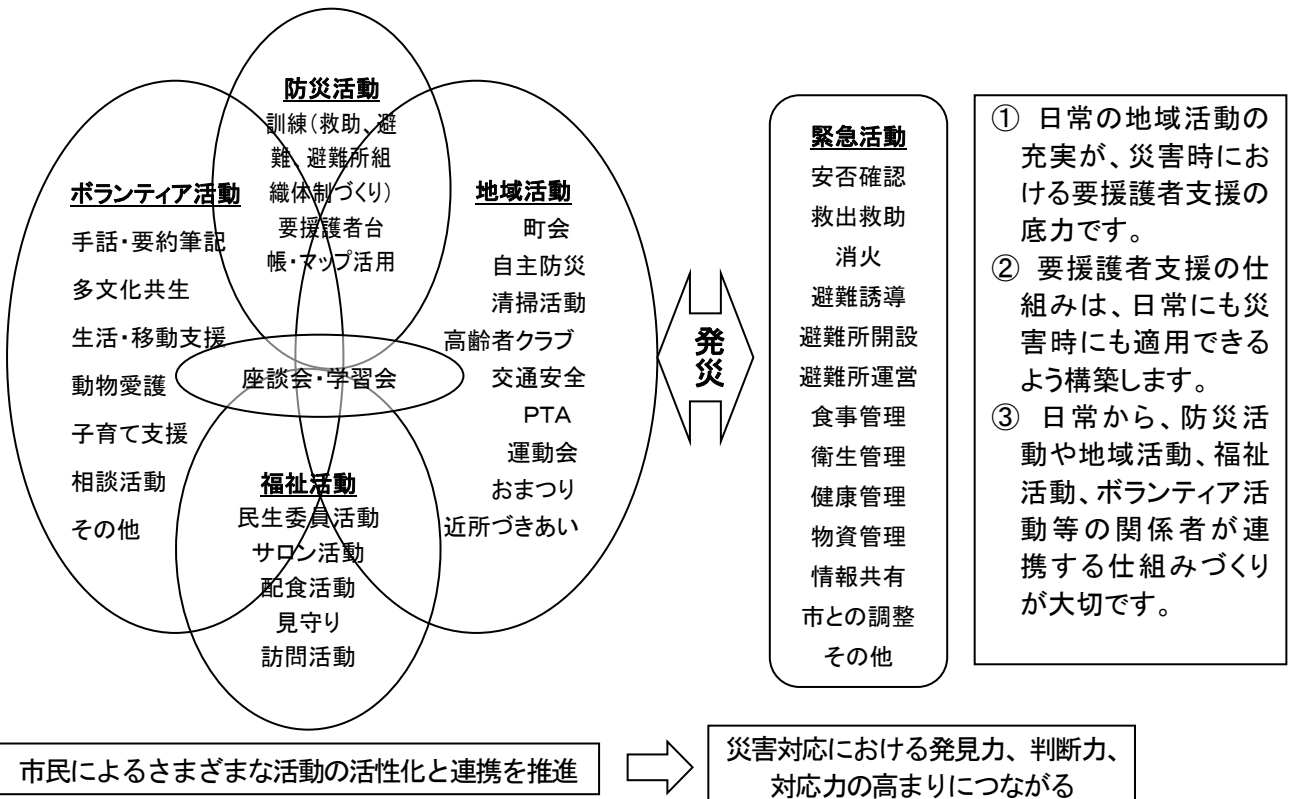 防災活動
訓練（救助、避
難、避難所組
織体制づくり）
要援護者台
帳・マップ活用
ボランティア活動
手話・要約筆記
多文化共生
生活・移動支援
動物愛護
子育て支援
相談活動
その他
地域活動
町会
自主防災
清掃活動
高齢者クラブ
交通安全
PTA
運動会
おまつり
近所づきあい
座談会・学習会
福祉活動
民生委員活動
サロン活動
配食活動
見守り
訪問活動
発災
緊急活動
安否確認
救出救助
消火
避難誘導
避難所開設
避難所運営
食事管理
衛生管理
健康管理
物資管理
情報共有
市との調整
その他
① 日常の地域活動の
充実が、災害時にお
ける要援護者支援の
底力です。
② 要援護者支援の仕
組みは、日常にも災
害時にも適用できる
よう構築します。
③ 日常から、防災活
動や地域活動、福祉
活動、ボランティア活
動等の関係者が連
携する仕組みづくり
が大切です。
市民によるさまざまな活動の活性化と連携を推進
災害対応における発見力、判断力、
対応力の高まりにつながる